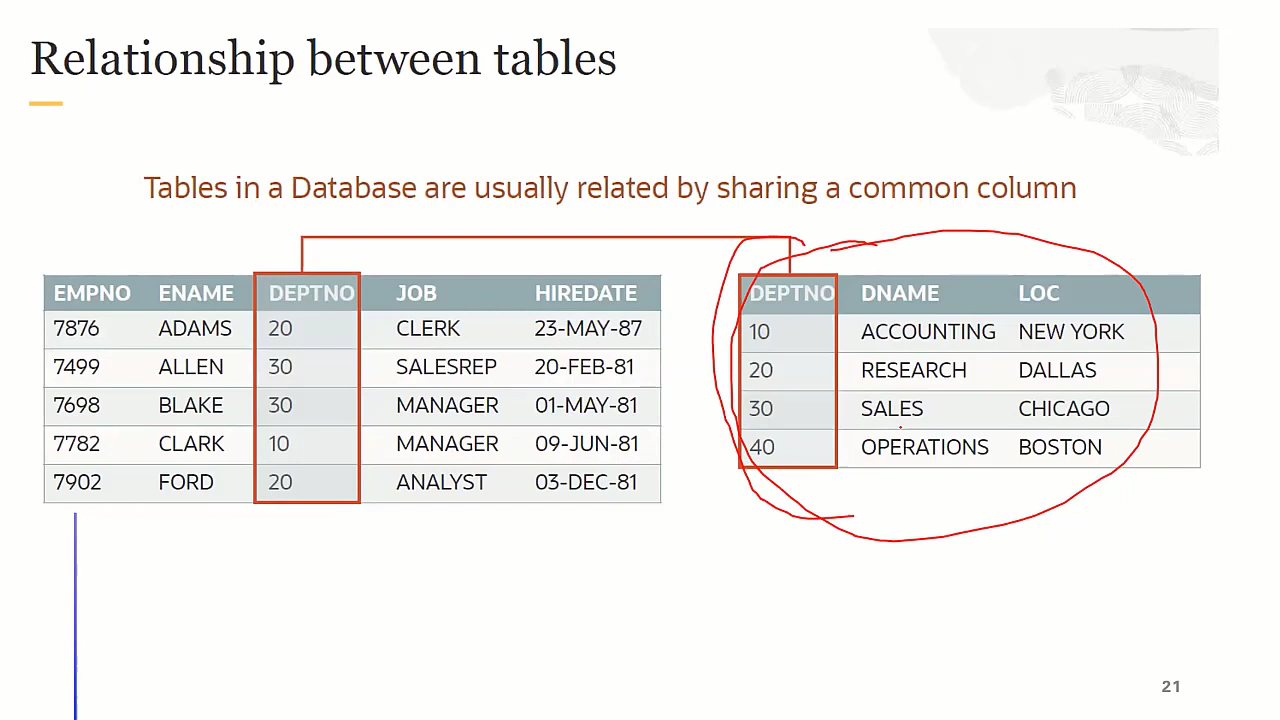 Relationship between tables
Tables in a Database are usually related by sharing a common column
EMPNO ENAME DEPTNO JOB HIREDATE
7876 ADAMS 20 CLERK 23-MAY-87
7499 ALLEN 30 SALESREP 20-FEB-81
7698 BLAKE 30 MANAGER 01-MAY-81
7782 CLARK 10 MANAGER 09-JUN-81
7902 FORD 20 ANALYST 03-DEC-81
DEPTNO DNAME LOC
10 ACCOUNTING NEW YORK
20 RESEARCH DALLAS
30 SALES CHICAGO
40 OPERATIONS BOSTON
21